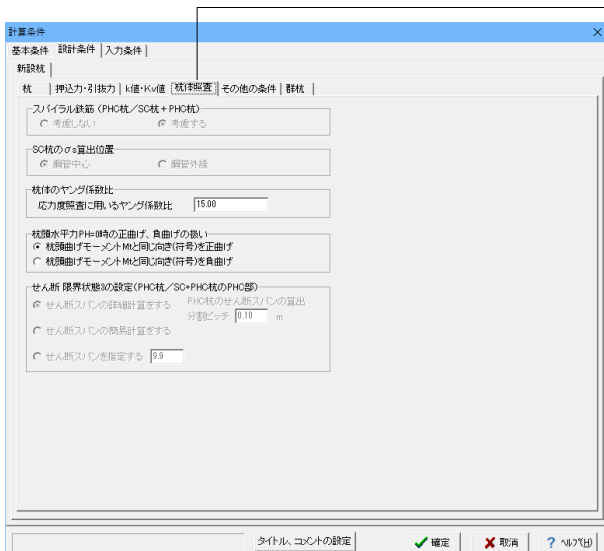 計算条件
基本条件 設計条件 入力条件
新設杭
杭 押込力・引抜力 k値・Kv値 杭体照査 その他の条件 群杭
スパイラル鉄筋(PHC杭/SC杭+PHC杭)
考慮しない 考慮する
SC杭のσs算出位置
鋼管中心 鋼管外縁
杭体のヤング係数比
応力度照査に用いるヤング係数比 15.00
杭頭水平力PH=0時の正曲げ、負曲げの扱い
杭頭曲げモーメントMtと同じ向き(符号)を正曲げ
杭頭曲げモーメントMtと同じ向き(符号)を負曲げ
せん断 限界状態3の設定(PHC杭/SC+PHC杭のPHC部)
せん断スパンの詳細計算をする PHC杭のせん断スパンの算出
分割ピッチ 0.10 m
せん断スパンの簡易計算をする
せん断スパンを指定する 9.9
タイトル、コメントの設定 確定 取消 ? ヘルプ(H)